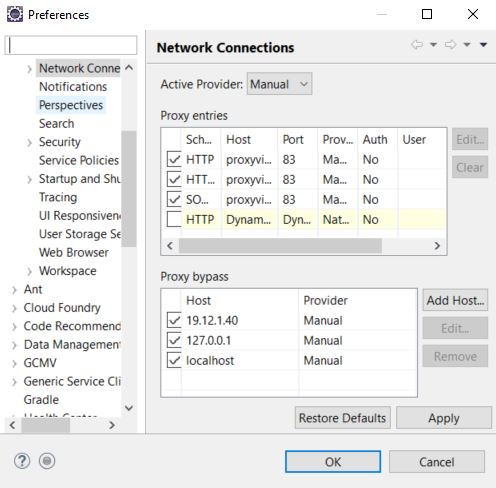 Preferences
Network Connections
Network Conne
Notifications
Perspectives
Search
Security
Service Policies
Startup and Shu
Tracing
UI Responsiven
User Storage Se
Web Browser
Workspace
Ant
Cloud Foundry
Code Recommend
Data Management
GCMV
Generic Service Cli
Gradle
Health Center
Active Provider: Manual
Proxy entries
Sch... Host Port Prov... Auth User
HTTP proxyvi... 83 Ma... No
HTT... proxyvi... 83 Ma... No
SO... proxyvi... 83 Ma... No
HTTP Dynam... Dyn... Nat... No
Edit...
Clear
Proxy bypass
Host Provider
19.12.1.40 Manual
127.0.0.1 Manual
localhost Manual
Add Host...
Edit...
Remove
Restore Defaults Apply
? OK Cancel